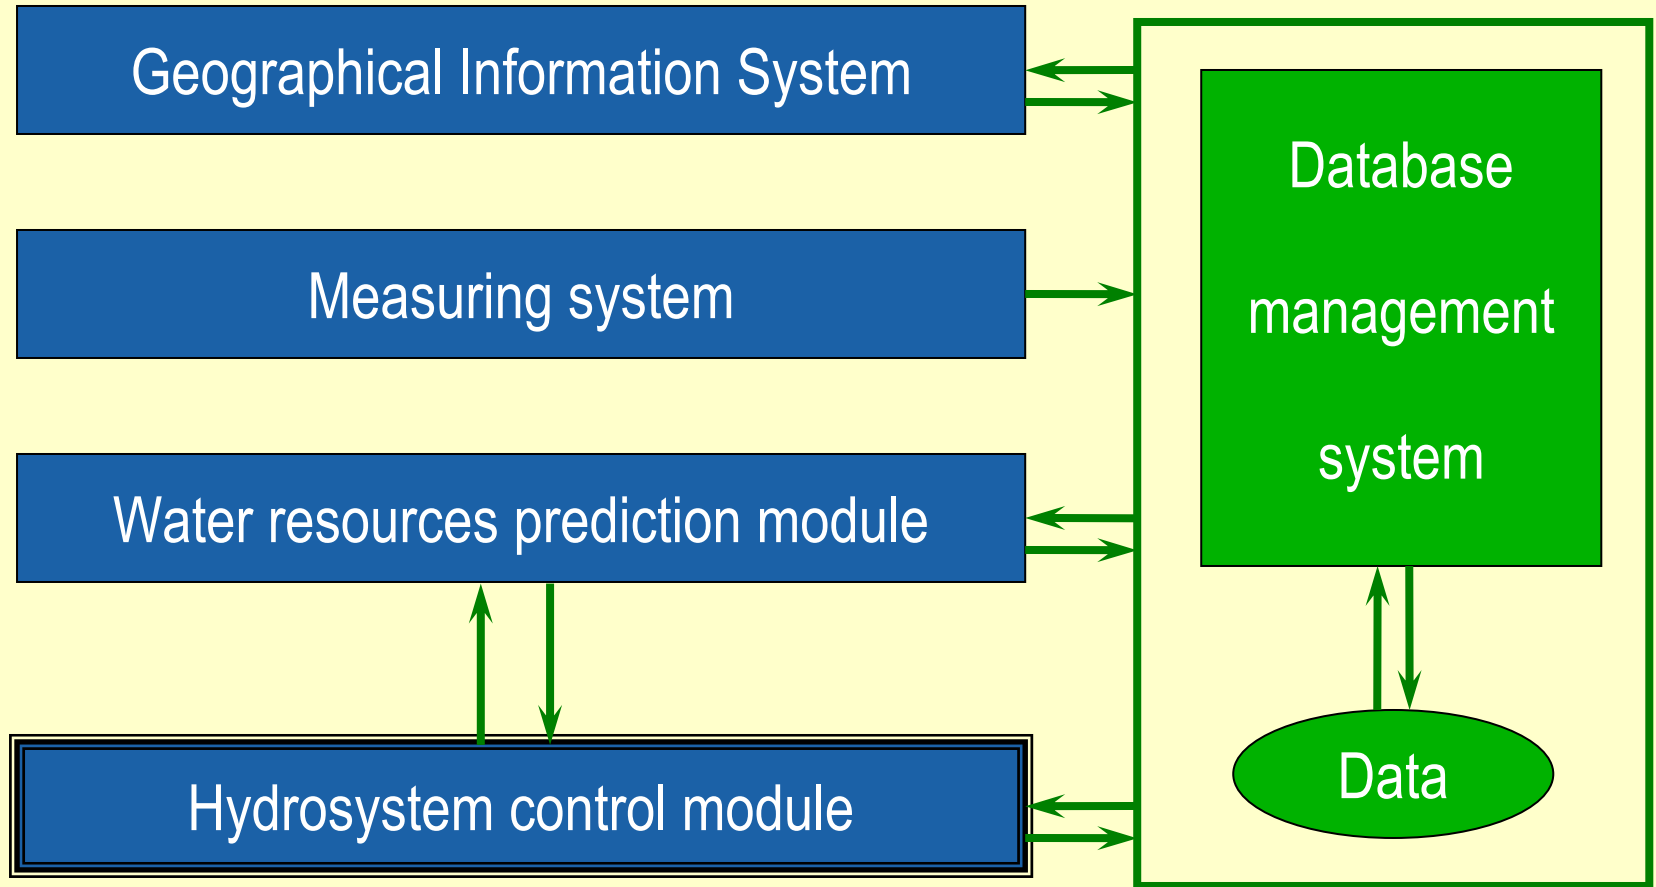 Geographical Information System
Measuring system
Water resources prediction module
Hydrosystem control module
Database
management
system
Data